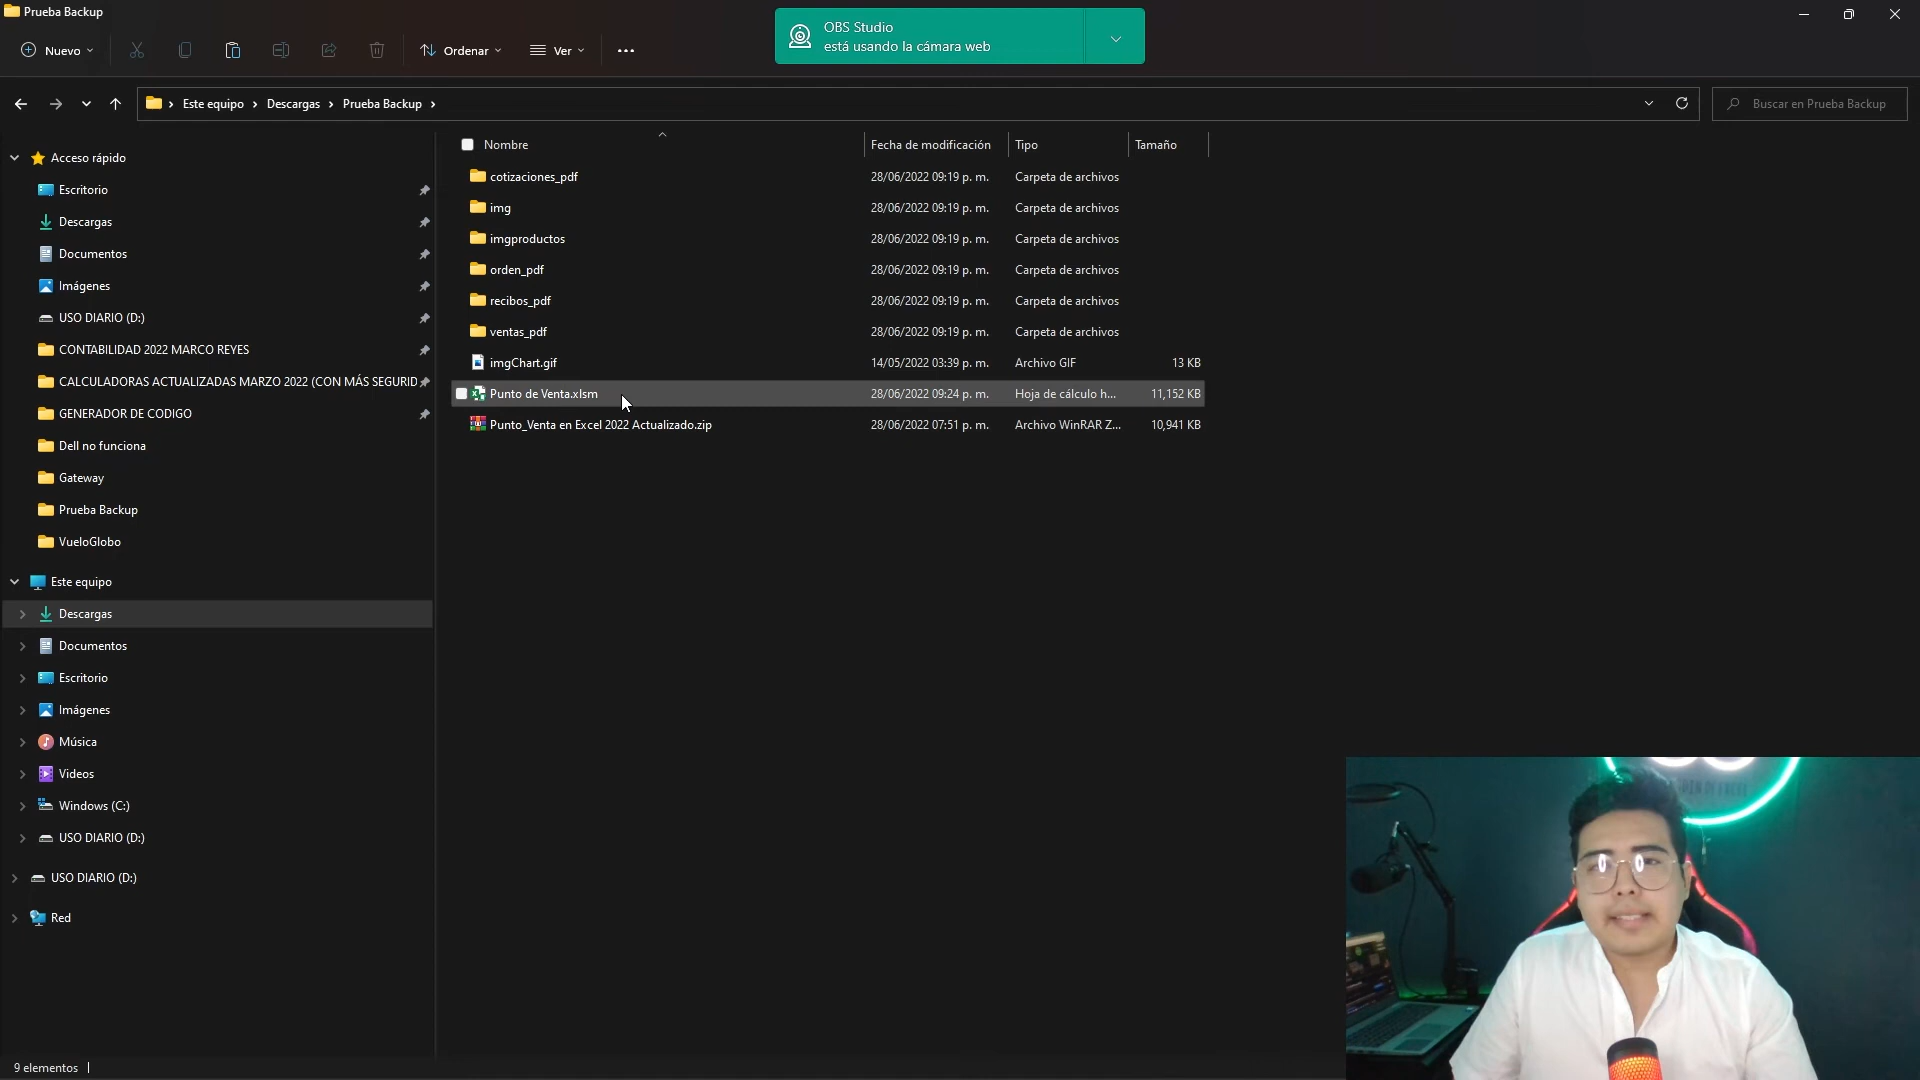 Prueba Backup
OBS Studio
está usando la cámara web
Nuevo
Ordenar
Ver
Este equipo
Descargas
Prueba Backup
Buscar en Prueba Backup
Nombre
Fecha de modificación
Tipo
Tamaño
cotizaciones_pdf 28/06/2022 09:19 p. m. Carpeta de archivos
img 28/06/2022 09:19 p. m. Carpeta de archivos
imgproductos 28/06/2022 09:19 p. m. Carpeta de archivos
orden_pdf 28/06/2022 09:19 p. m. Carpeta de archivos
recibos_pdf 28/06/2022 09:19 p. m. Carpeta de archivos
ventas_pdf 28/06/2022 09:19 p. m. Carpeta de archivos
imgChart.gif 14/05/2022 03:39 p. m. Archivo GIF 13 KB
Punto de Venta.xlsm 28/06/2022 09:24 p. m. Hoja de cálculo h... 11,152 KB
Punto_Venta en Excel 2022 Actualizado.zip 28/06/2022 07:51 p. m. Archivo WinRAR Z... 10,941 KB
Acceso rápido
Escritorio
Descargas
Documentos
Imágenes
USO DIARIO (D:)
CONTABILIDAD 2022 MARCO REYES
CALCULADORAS ACTUALIZADAS MARZO 2022 (CON MÁS SEGURID
GENERADOR DE CODIGO
Dell no funciona
Gateway
Prueba Backup
VueloGlobo
Este equipo
Descargas
Documentos
Escritorio
Imágenes
Música
Videos
Windows (C:)
USO DIARIO (D:)
USO DIARIO (D:)
Red
9 elementos